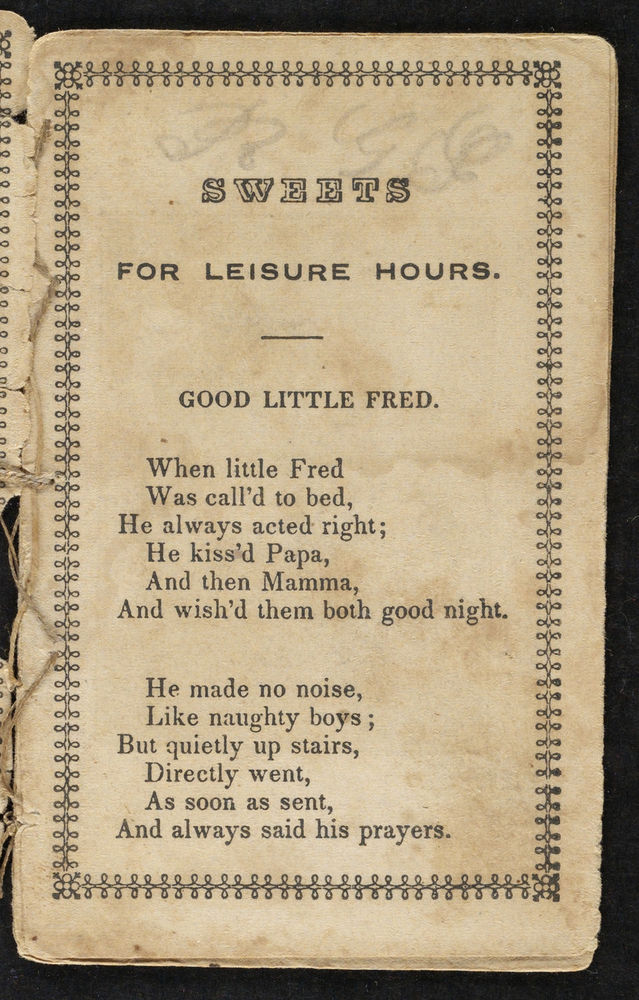 SWEETS
FOR LEISURE HOURS.
GOOD LITTLE FRED.
When little Fred
Was call'd to bed,
He always acted right;
He kiss'd Papa,
And then Mamma,
And wish'd them both good night.
He made no noise,
Like naughty boys;
But quietly up stairs,
Directly went,
As soon as sent,
And always said his prayers.